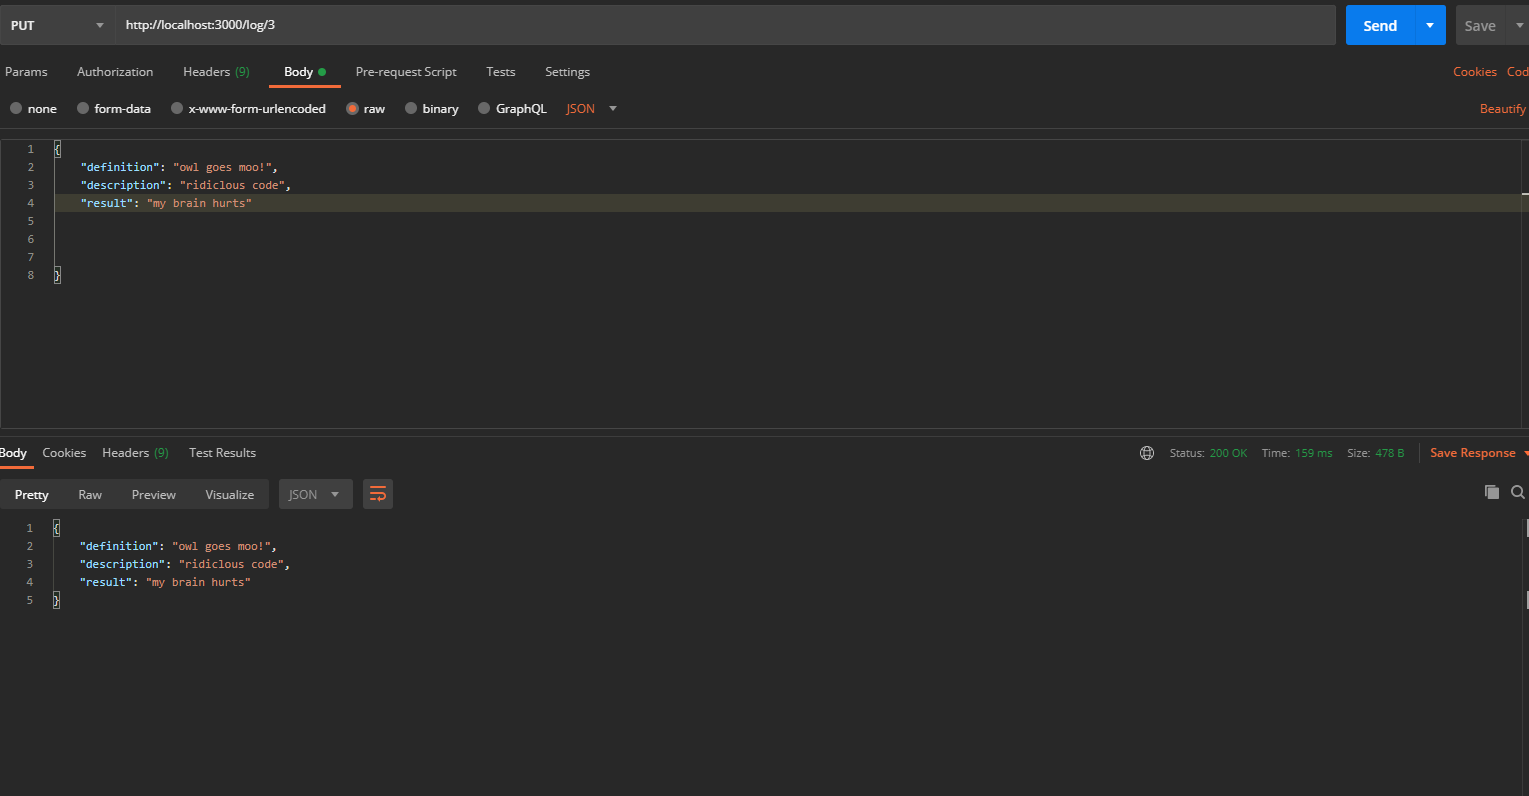 PUT http://localhost:3000/log/3 Send Save
Params Authorization Headers (9) Body Pre-request Script Tests Settings Cookies Cod
none form-data x-www-form-urlencoded raw binary GraphQL JSON Beautify
1 {
2 "definition": "owl goes moo!",
3 "description": "ridiclous code",
4 "result": "my brain hurts"
5
6
7
8 }
Body Cookies Headers (9) Test Results Status: 200 OK Time: 159 ms Size: 478 B Save Response
Pretty Raw Preview Visualize JSON
1 {
2 "definition": "owl goes moo!",
3 "description": "ridiclous code",
4 "result": "my brain hurts"
5 }